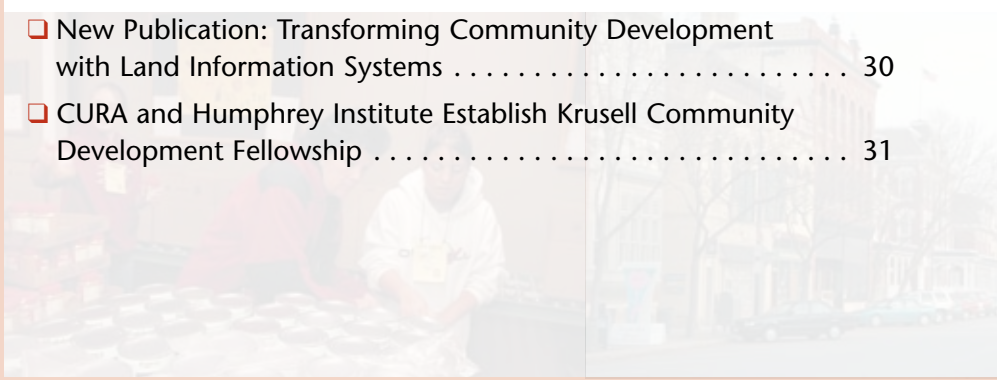 ❑ New Publication: Transforming Community Development
with Land Information Systems . . . . . . . . . . . . . . . . . . . . . . . . . . 30
❑ CURA and Humphrey Institute Establish Krusell Community
Development Fellowship . . . . . . . . . . . . . . . . . . . . . . . . . . . . . . . 31